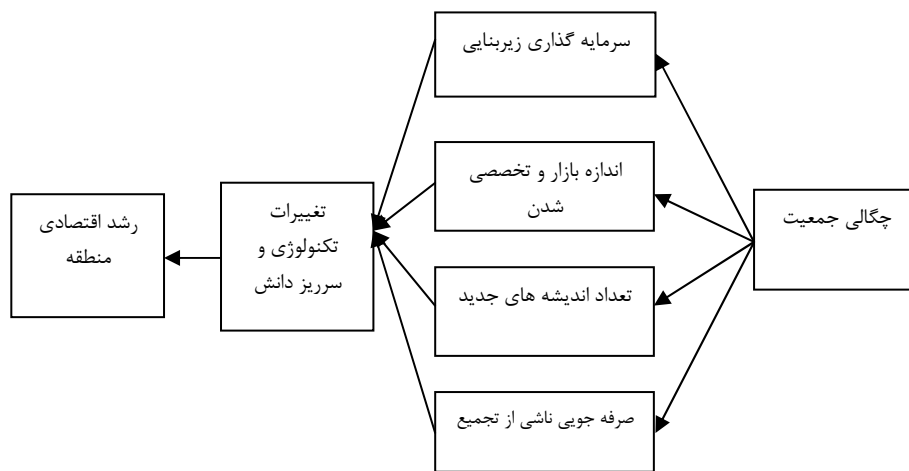 سرمایه گذاری زیربنایی
اندازه بازار و تخصصی
شدن
تعداد اندیشه های جدید
صرفه جویی ناشی از تجمیع
چگالی جمعیت
تغییرات
تکنولوژی و
سرریز دانش
رشد اقتصادی
منطقه